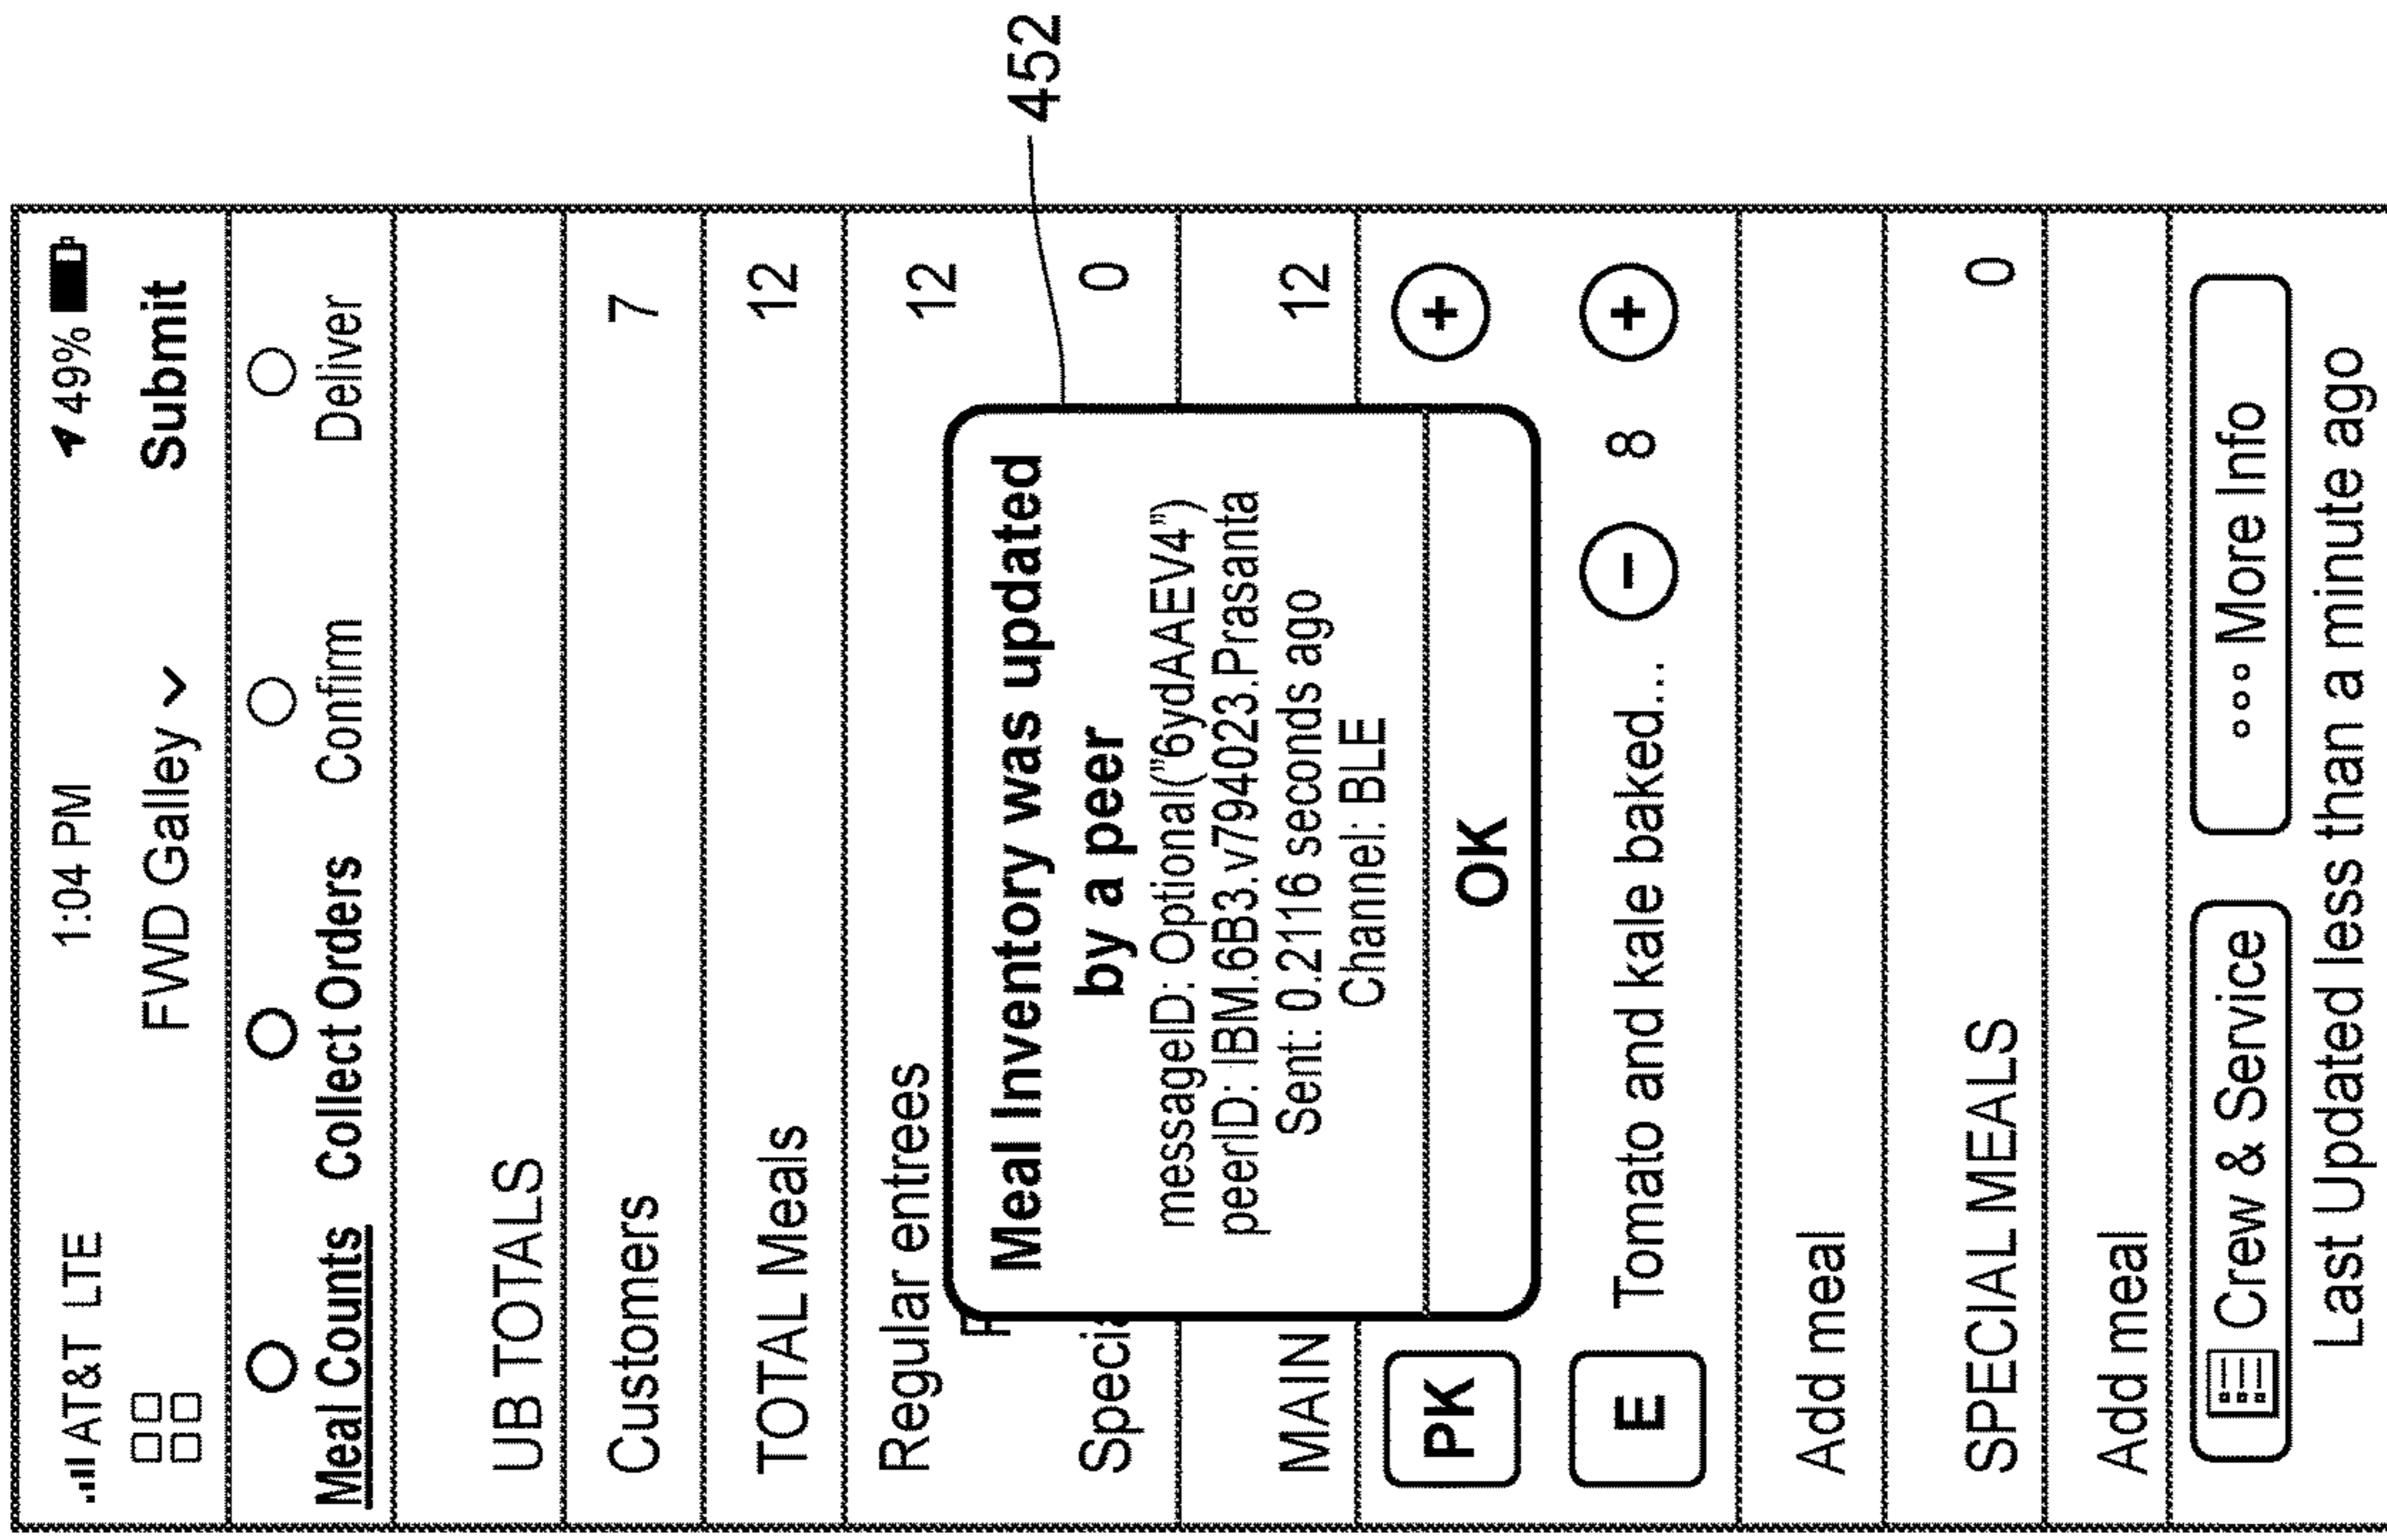 AT&T LTE 1:04 PM 49%
FWD Galley Submit
Meal Counts Collect Orders Confirm Deliver
UB TOTALS
Customers 7
TOTAL Meals 12
Regular entrees 12
Specia 0
MAIN 12
Meal Inventory was updated
by a peer
messageID: Optional("6ydAAEV4")
peerID: IBM.6B3.v794023.Prasanta
Sent: 0.2116 seconds ago
Channel: BLE
OK
PK +
E Tomato and kale baked... − 8 +
Add meal
SPECIAL MEALS 0
Add meal
Crew & Service ∘∘∘ More Info
Last Updated less than a minute ago
452